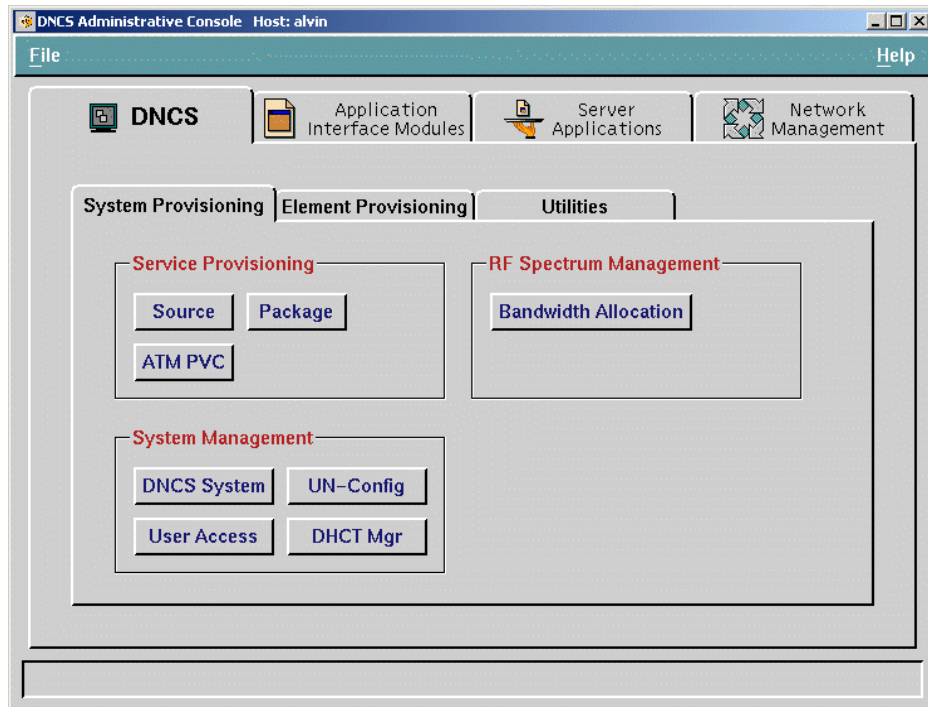 DNCS Administrative Console Host: alvin
File Help
DNCS
Application
Interface Modules
Server
Applications
Network
Management
System Provisioning
Element Provisioning
Utilities
Service Provisioning
Source
Package
ATM PVC
RF Spectrum Management
Bandwidth Allocation
System Management
DNCS System
UN-Config
User Access
DHCT Mgr